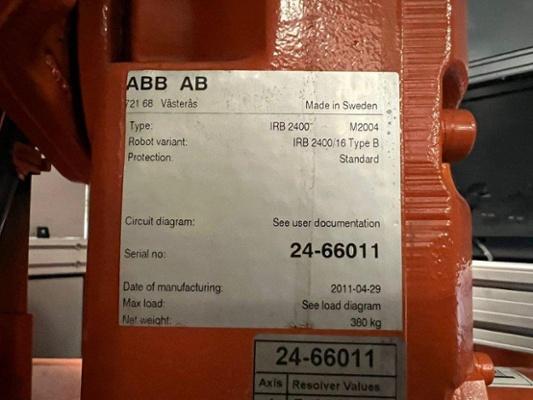 ABB AB
721 68 Västerås Made in Sweden
Type: IRB 2400 M2004
Robot variant: IRB 2400/16 Type B
Protection: Standard
Circuit diagram: See user documentation
Serial no: 24-66011
Date of manufacturing: 2011-04-29
Max load: See load diagram
Net weight: 380 kg
24-66011
Axis Resolver Values